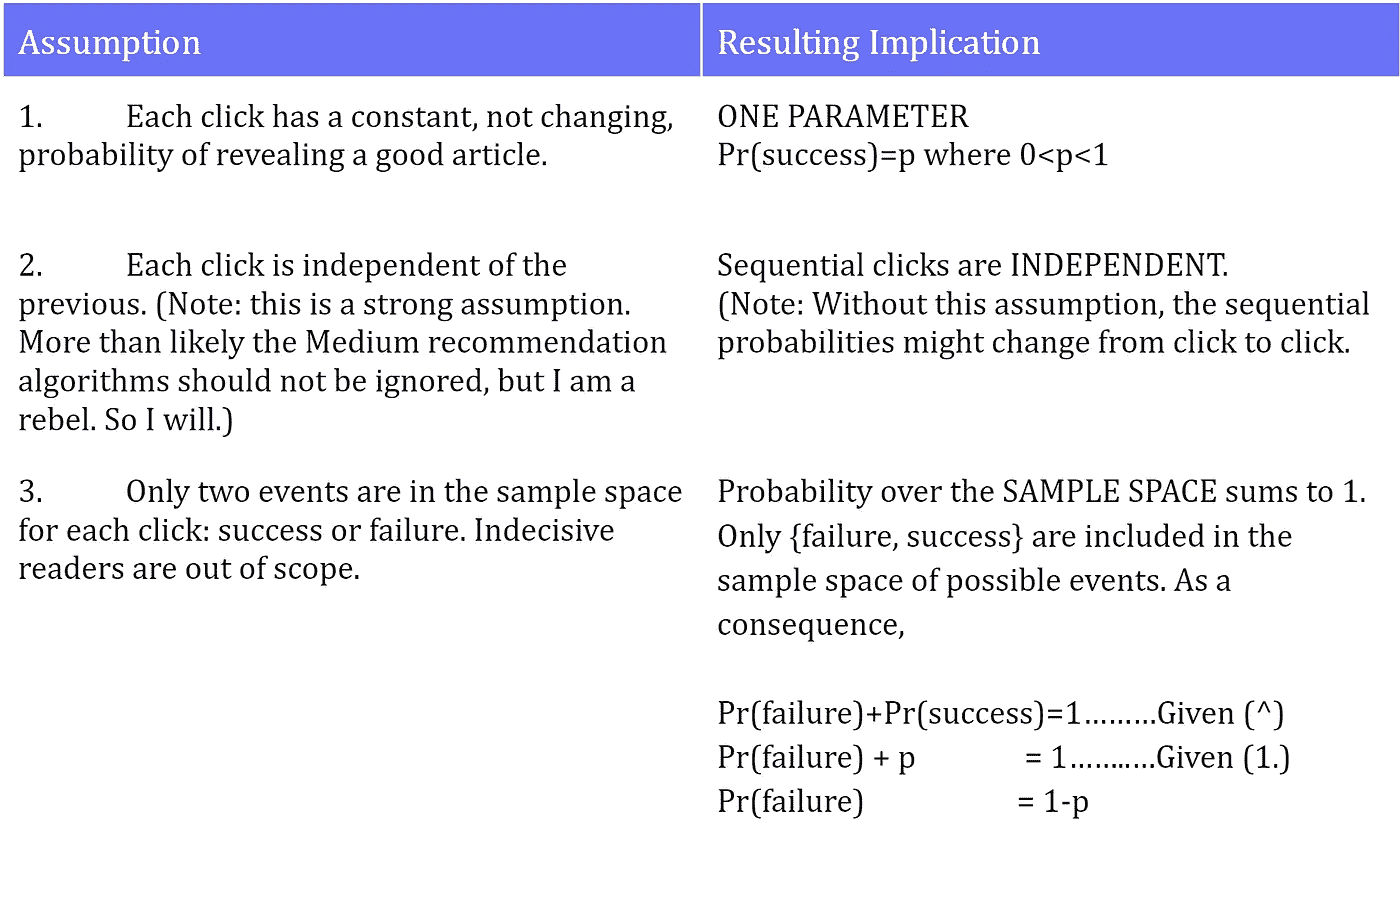 Assumption
Resulting Implication
1. Each click has a constant, not changing,
probability of revealing a good article.
ONE PARAMETER
Pr(success)=p where 0<p<1
2. Each click is independent of the
previous. (Note: this is a strong assumption.
More than likely the Medium recommendation
algorithms should not be ignored, but I am a
rebel. So I will.)
Sequential clicks are INDEPENDENT.
(Note: Without this assumption, the sequential
probabilities might change from click to click.
3. Only two events are in the sample space
for each click: success or failure. Indecisive
readers are out of scope.
Probability over the SAMPLE SPACE sums to 1.
Only {failure, success} are included in the
sample space of possible events. As a
consequence,
Pr(failure)+Pr(success)=1.........Given (^)
Pr(failure) + p = 1...........Given (1.)
Pr(failure) = 1-p